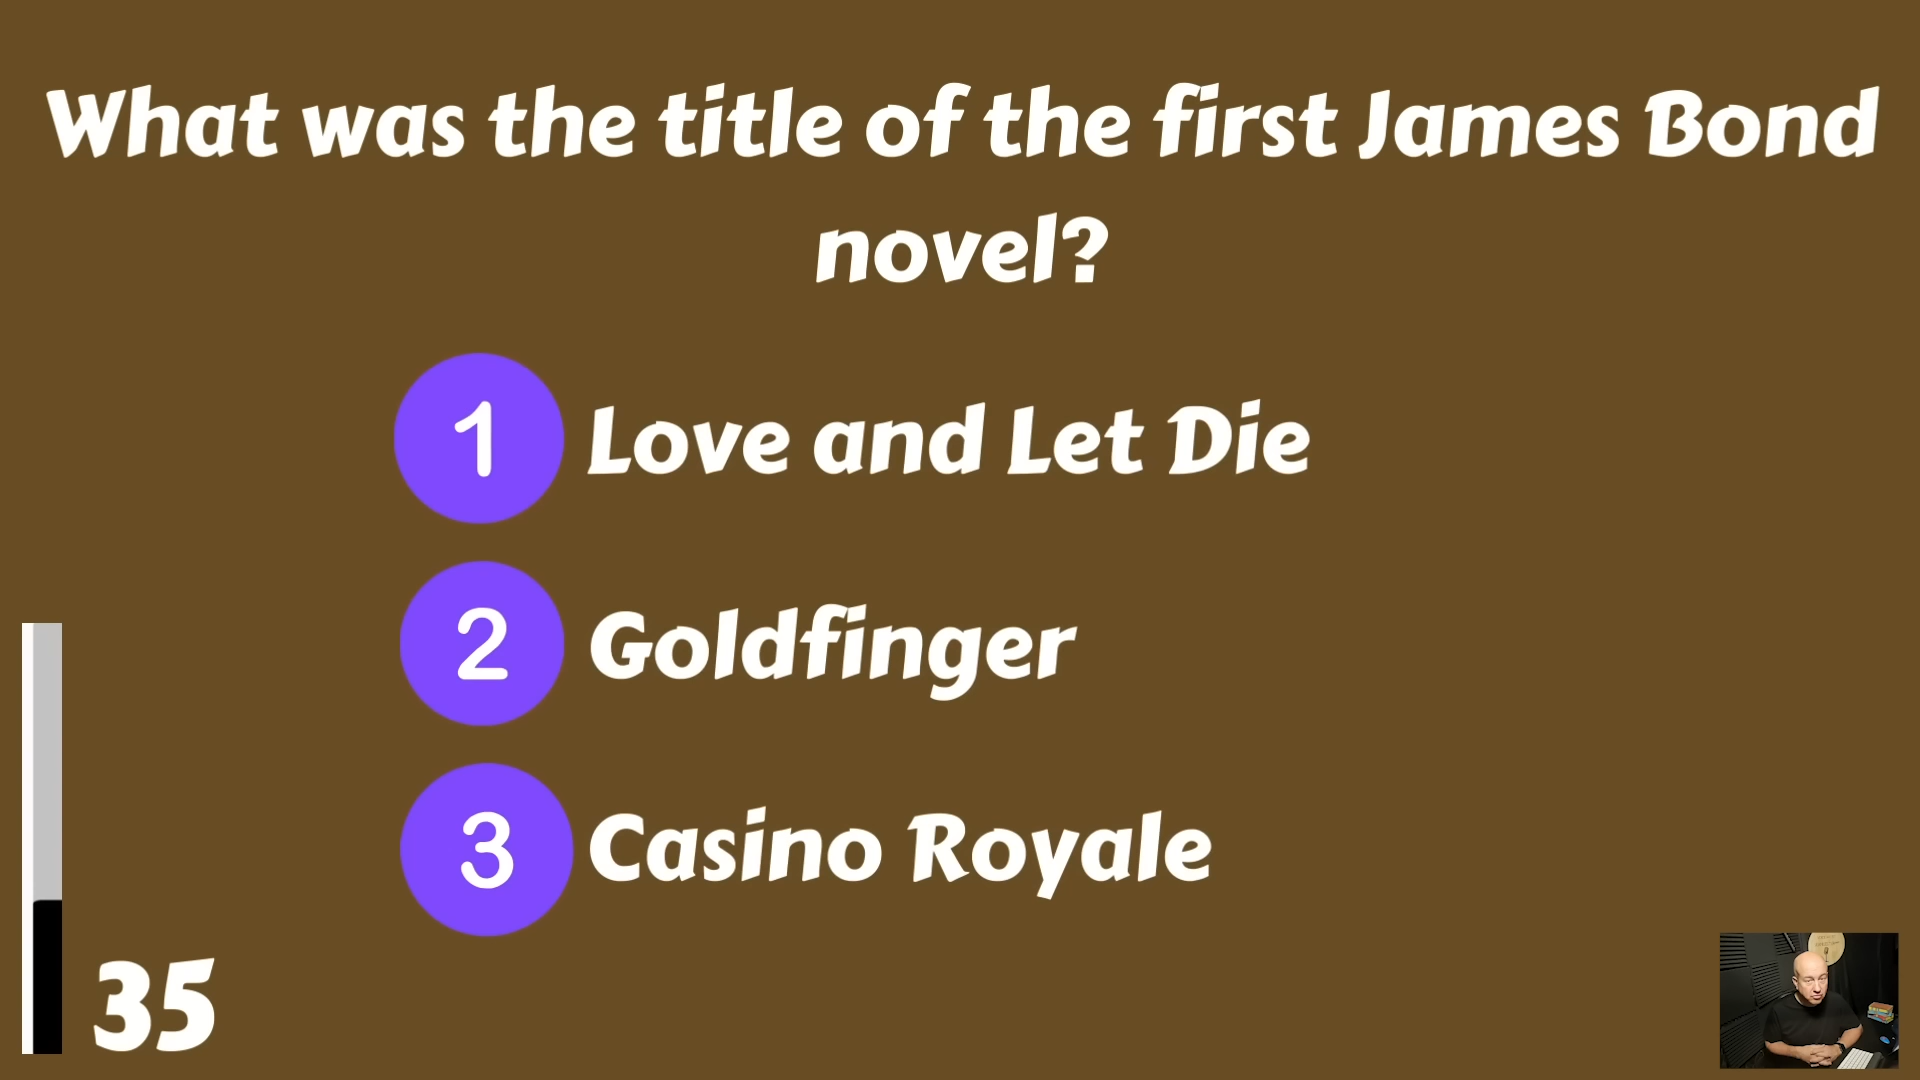 What was the title of the first James Bond
novel?
1 Love and Let Die
2 Goldfinger
3 Casino Royale
35